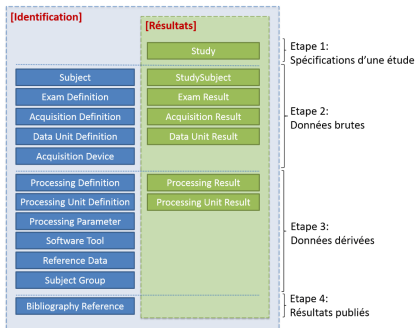 [Identification]
[Résultats]
Study
Etape 1:
Spécifications d'une étude
Subject
StudySubject
Exam Definition
Exam Result
Acquisition Definition
Acquisition Result
Data Unit Definition
Data Unit Result
Acquisition Device
Etape 2:
Données brutes
Processing Definition
Processing Result
Processing Unit Definition
Processing Unit Result
Processing Parameter
Software Tool
Reference Data
Subject Group
Etape 3:
Données dérivées
Bibliography Reference
Etape 4:
Résultats publiés